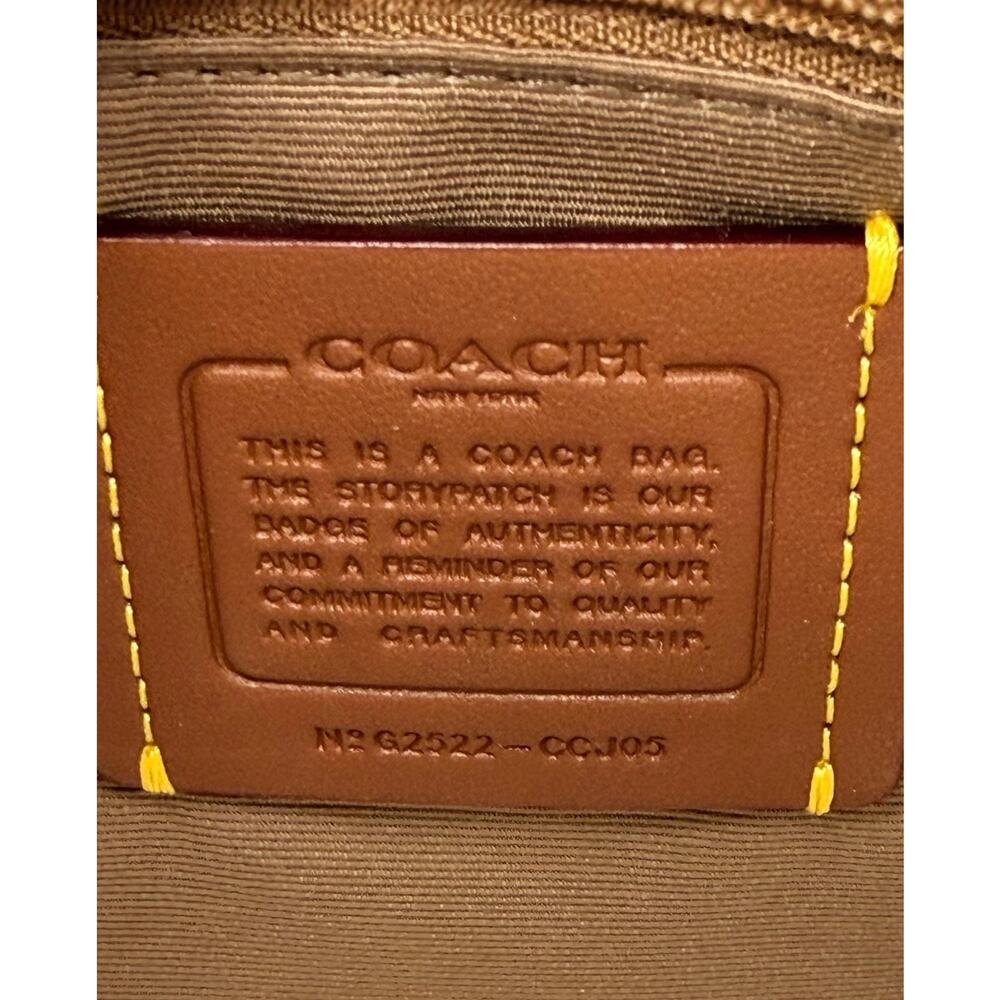 COACH
NEW YORK
THIS IS A COACH BAG.
THE STORYPATCH IS OUR
BADGE OF AUTHENTICITY,
AND A REMINDER OF OUR
COMMITMENT TO QUALITY
AND CRAFTSMANSHIP.
Nº G2522-CCJ05